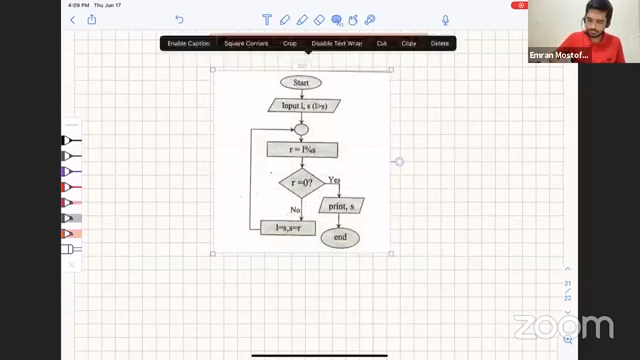 4:09 PM Thu Jun 17
Emran Mostof...
Enable Caption Square Corners Crop Disable Text Wrap Cut Copy Delete
Start
Input l, s (l>s)
r = l%s
r =0?
Yes
No
print, s
l=s,s=r
end
21
/
22
zoom